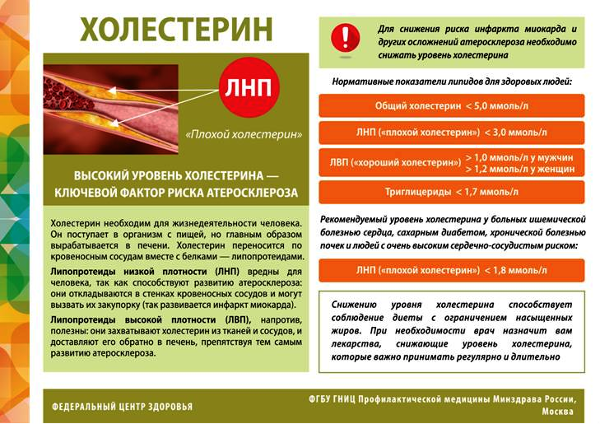 ХОЛЕСТЕРИН
ЛНП
«Плохой холестерин»
ВЫСОКИЙ УРОВЕНЬ ХОЛЕСТЕРИНА —
КЛЮЧЕВОЙ ФАКТОР РИСКА АТЕРОСКЛЕРОЗА
Холестерин необходим для жизнедеятельности человека.
Он поступает в организм с пищей, но главным образом
вырабатывается в печени. Холестерин переносится по
кровеносным сосудам вместе с белками — липопротеидами.
Липопротеиды низкой плотности (ЛНП) вредны для
человека, так как способствуют развитию атеросклероза:
они откладываются в стенках кровеносных сосудов и могут
вызвать их закупорку (так развивается инфаркт миокарда).
Липопротеиды высокой плотности (ЛВП), напротив,
полезны: они захватывают холестерин из тканей и сосудов, и
доставляют его обратно в печень, препятствуя тем самым
развитию атеросклероза.
Для снижения риска инфаркта миокарда и
других осложнений атеросклероза необходимо
снижать уровень холестерина
Нормативные показатели липидов для здоровых людей:
Общий холестерин < 5,0 ммоль/л
ЛНП («плохой холестерин») < 3,0 ммоль/л
ЛВП («хороший холестерин») > 1,0 ммоль/л у мужчин
> 1,2 ммоль/л у женщин
Триглицериды < 1,7 ммоль/л
Рекомендуемый уровень холестерина у больных ишемической
болезнью сердца, сахарным диабетом, хронической болезнью
почек и людей с очень высоким сердечно-сосудистым риском:
ЛНП («плохой холестерин») < 1,8 ммоль/л
Снижению уровня холестерина способствует
соблюдение диеты с ограничением насыщенных
жиров. При необходимости врач назначит вам
лекарства, снижающие уровень холестерина,
которые важно принимать регулярно и длительно
ФЕДЕРАЛЬНЫЙ ЦЕНТР ЗДОРОВЬЯ
ФГБУ ГНИЦ Профилактической медицины Минздрава России,
Москва